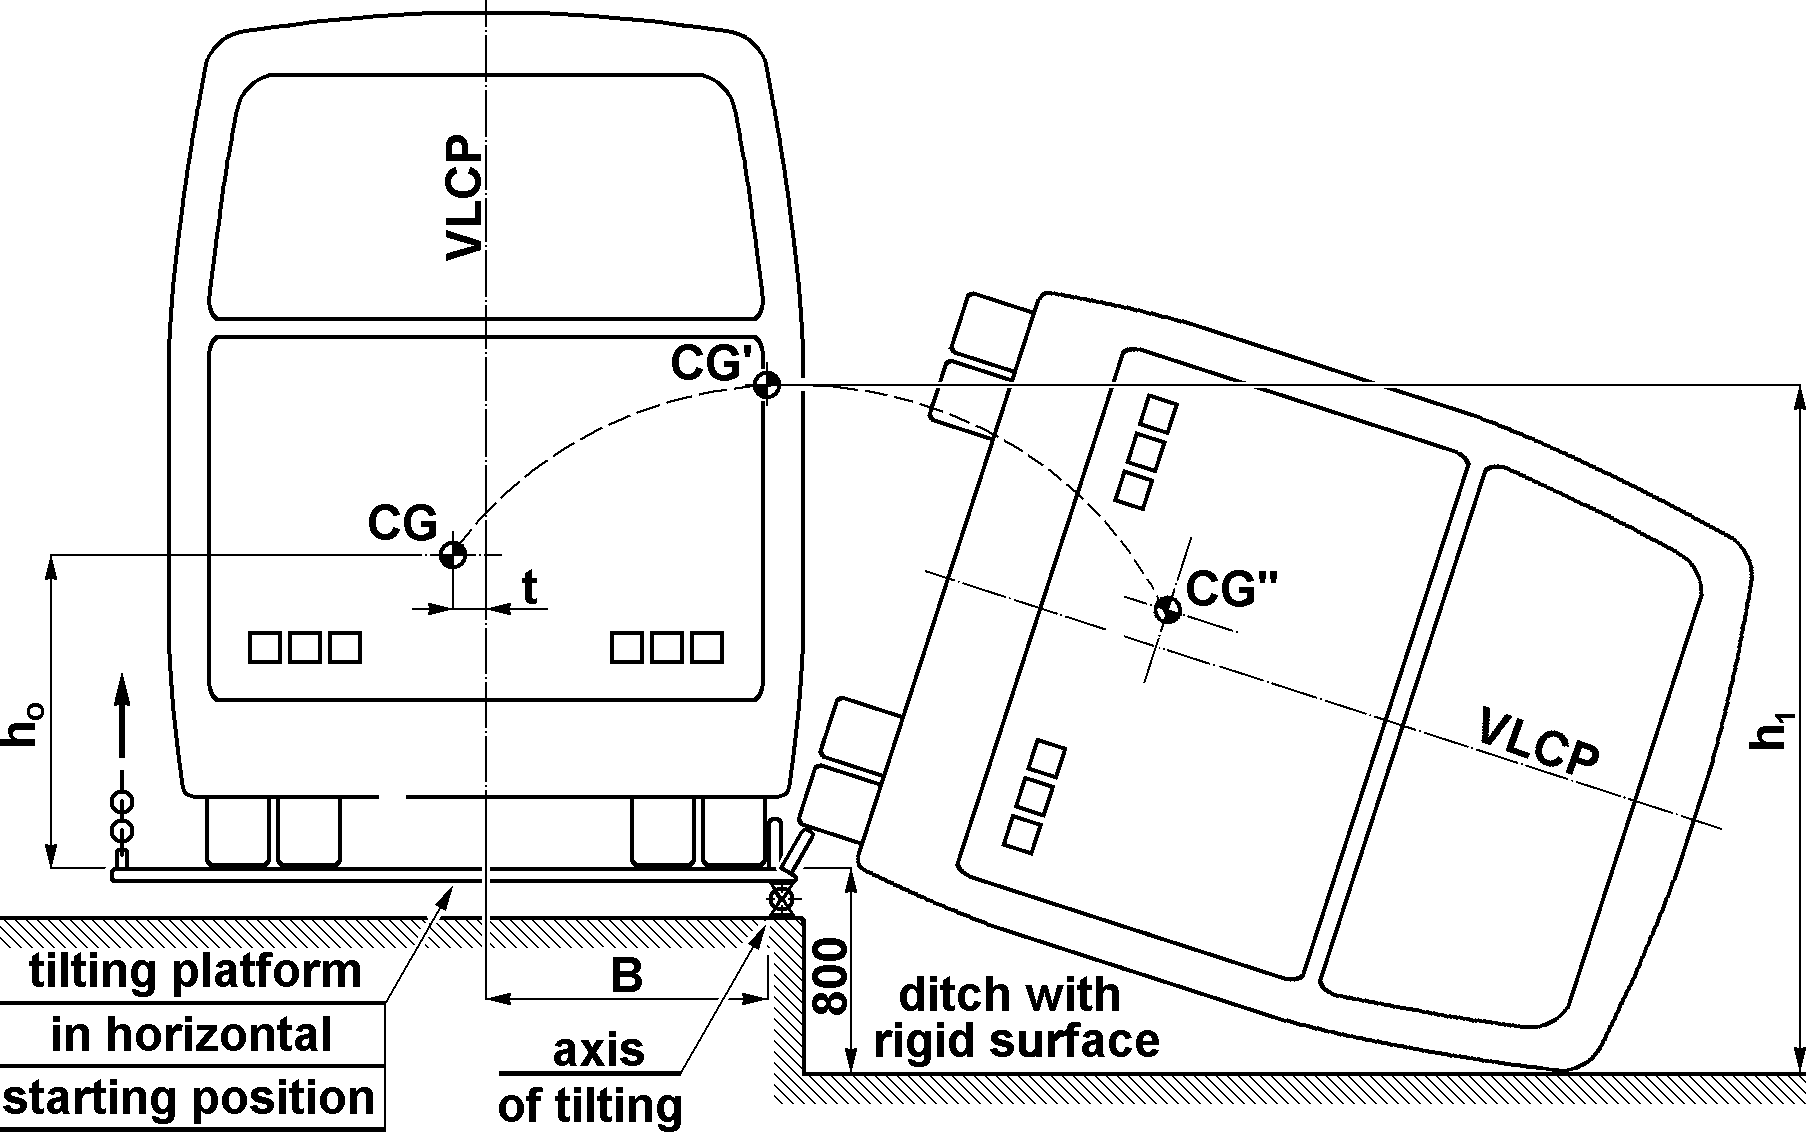 VLCP
CG'
CG
t
CG"
h₀
VLCP
h₁
tilting platform
in horizontal
starting position
B
axis
of tilting
800
ditch with
rigid surface